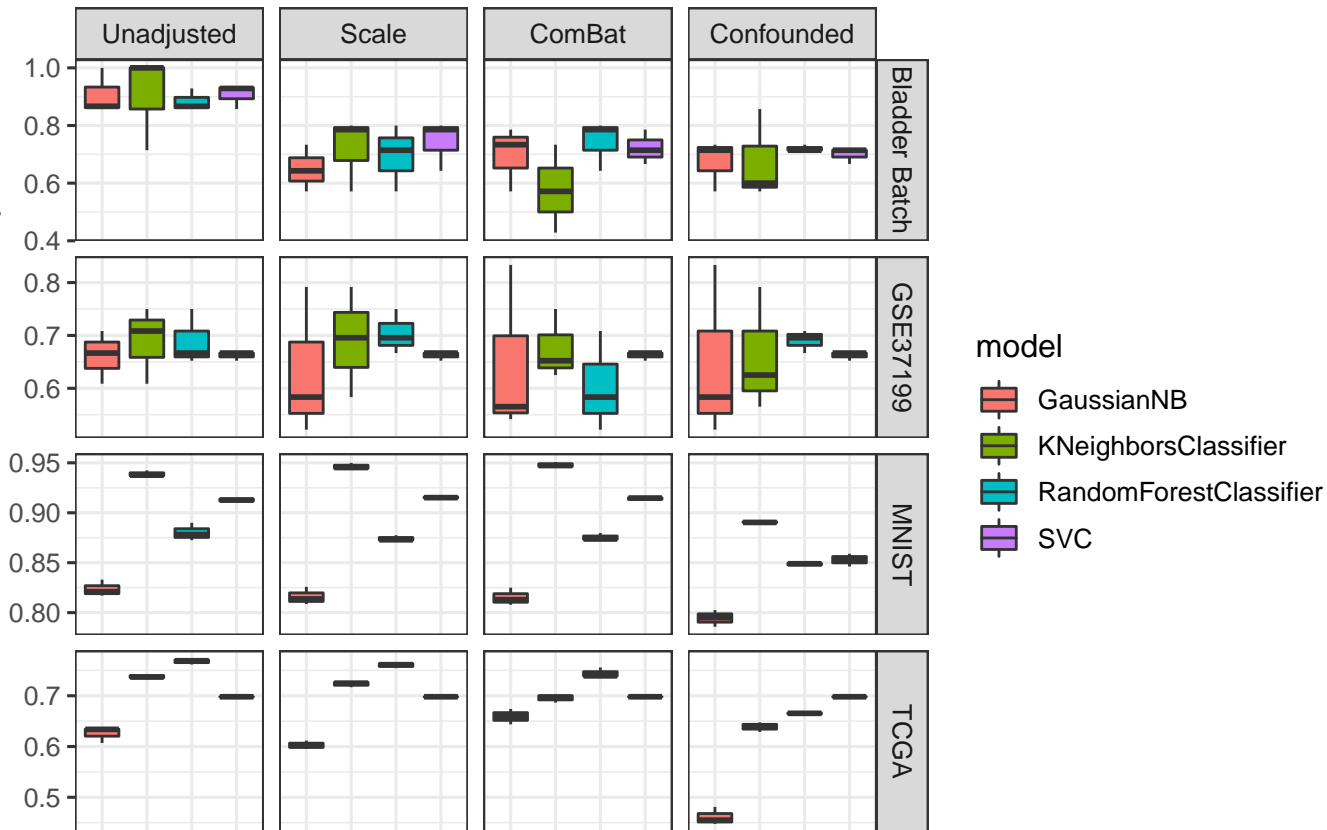 Unadjusted Scale ComBat Confounded
1.0
0.8
0.6
0.4
Bladder Batch
0.8
0.7
0.6
GSE37199
0.95
0.90
0.85
0.80
MNIST
0.7
0.6
0.5
TCGA
model
GaussianNB
KNeighborsClassifier
RandomForestClassifier
SVC